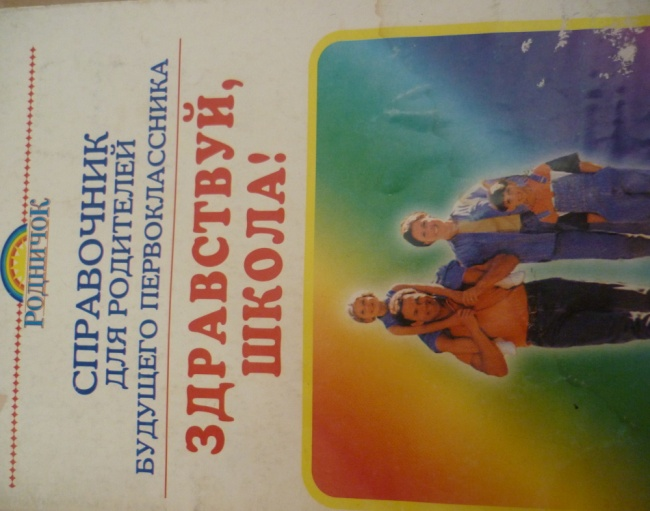 РОДНИЧОК
СПРАВОЧНИК
ДЛЯ РОДИТЕЛЕЙ
БУДУЩЕГО ПЕРВОКЛАССНИКА
ЗДРАВСТВУЙ,
ШКОЛА!